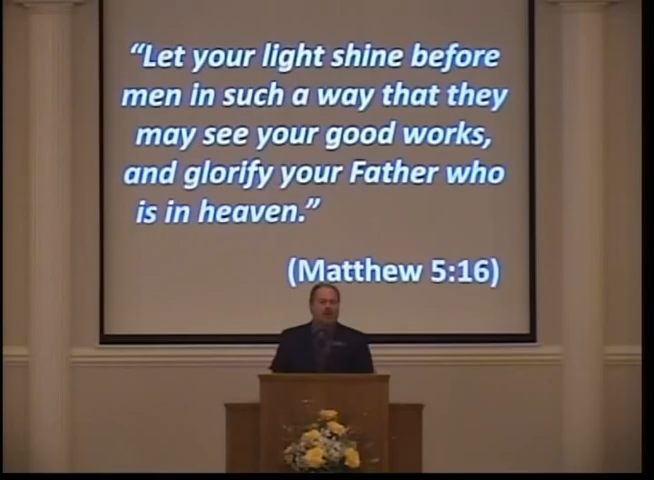 “Let your light shine before
men in such a way that they
may see your good works,
and glorify your Father who
is in heaven.”
(Matthew 5:16)